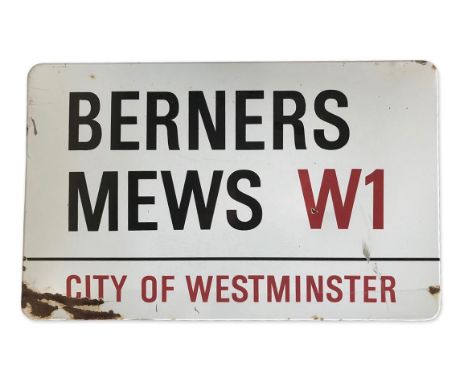 BERNERS
MEWS W1
CITY OF WESTMINSTER